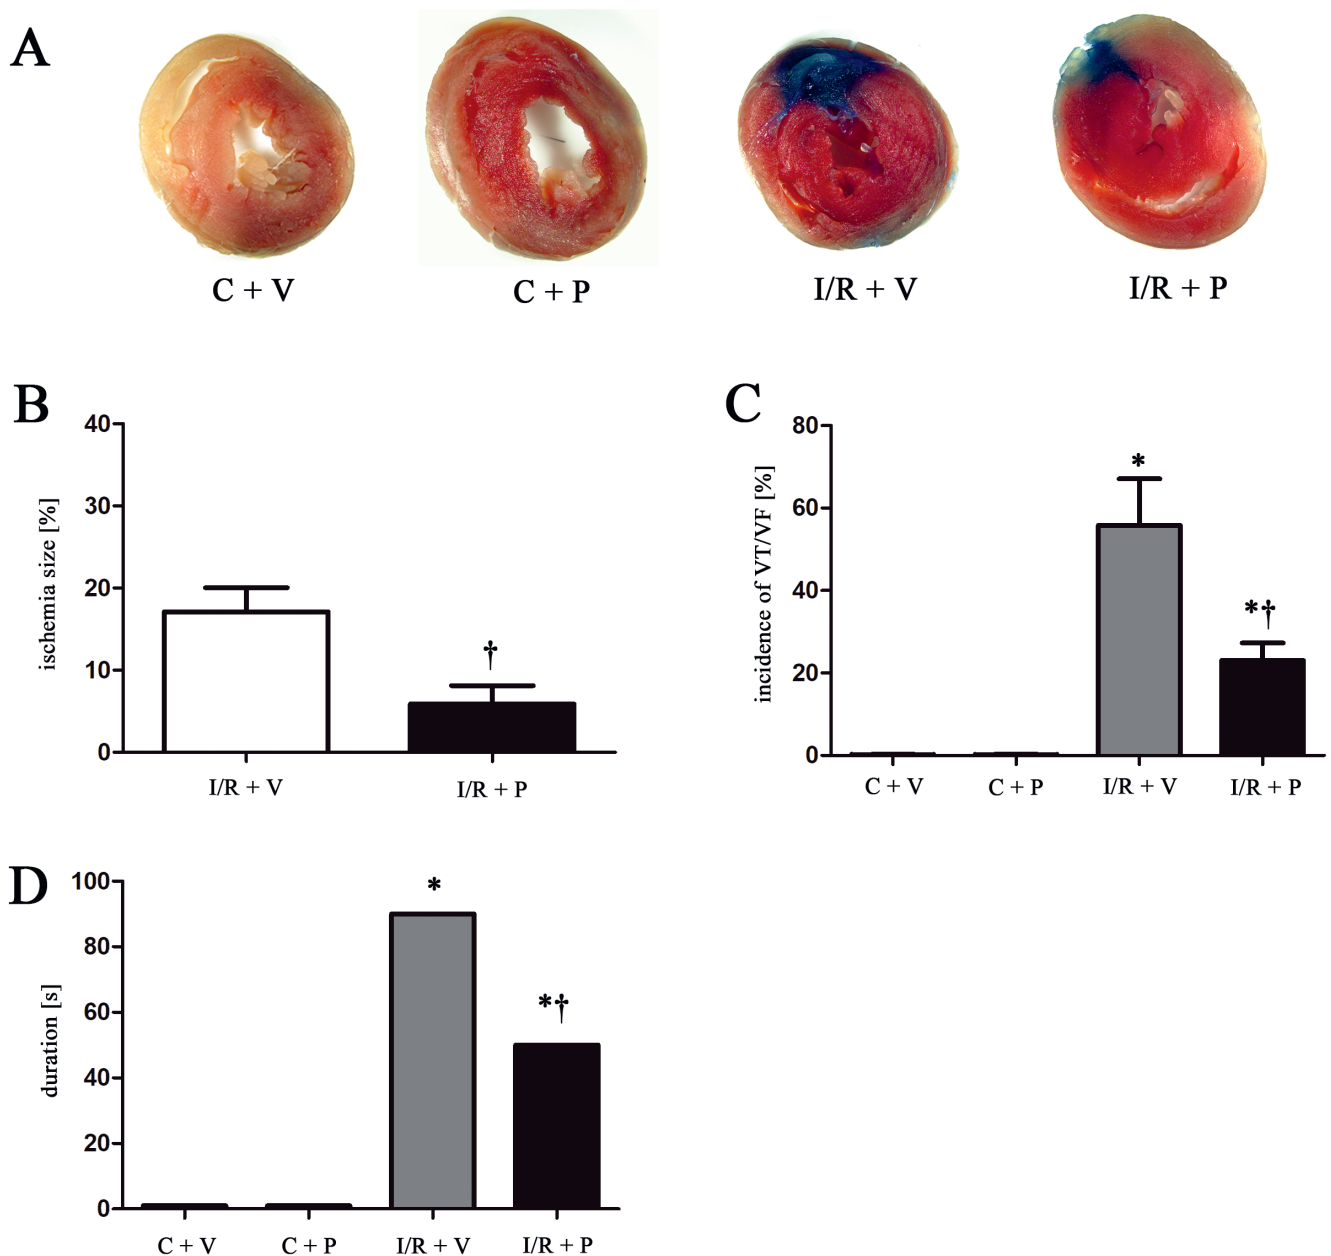 A
C + V
C + P
I/R + V
I/R + P
B
40
30
20
10
0
ischemia size [%]
†
I/R + V
I/R + P
C
80
60
40
20
0
incidence of VT/VF [%]
*
*†
C + V
C + P
I/R + V
I/R + P
D
100
80
60
40
20
0
duration [s]
*
*†
C + V
C + P
I/R + V
I/R + P